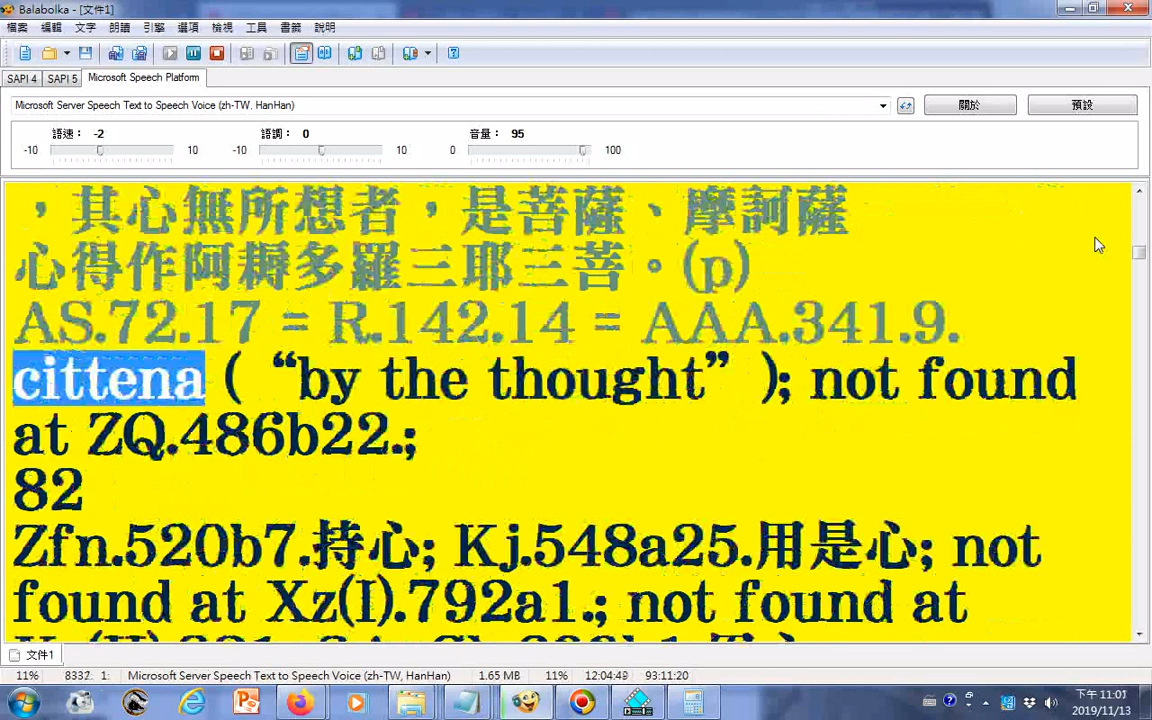 Balabolka - [文件1]
檔案 編輯 文字 朗讀 引擎 選項 檢視 工具 書籤 說明
SAPI 4 SAPI 5 Microsoft Speech Platform
Microsoft Server Speech Text to Speech Voice (zh-TW, HanHan) 關於 預設
語速： -2 語調： 0 音量： 95
-10 10 -10 10 0 100
，其心無所想者，是菩薩、摩訶薩
心得作阿耨多羅三耶三菩。(p)
AS.72.17 = R.142.14 = AAA.341.9.
cittena (“by the thought”); not found
at ZQ.486b22.;
82
Zfn.520b7.持心; Kj.548a25.用是心; not
found at Xz(I).792a1.; not found at
文件1
11% 8332: 1: Microsoft Server Speech Text to Speech Voice (zh-TW, HanHan) 1.65 MB 11% 12:04:49 93:11:20
下午 11:01
2019/11/13